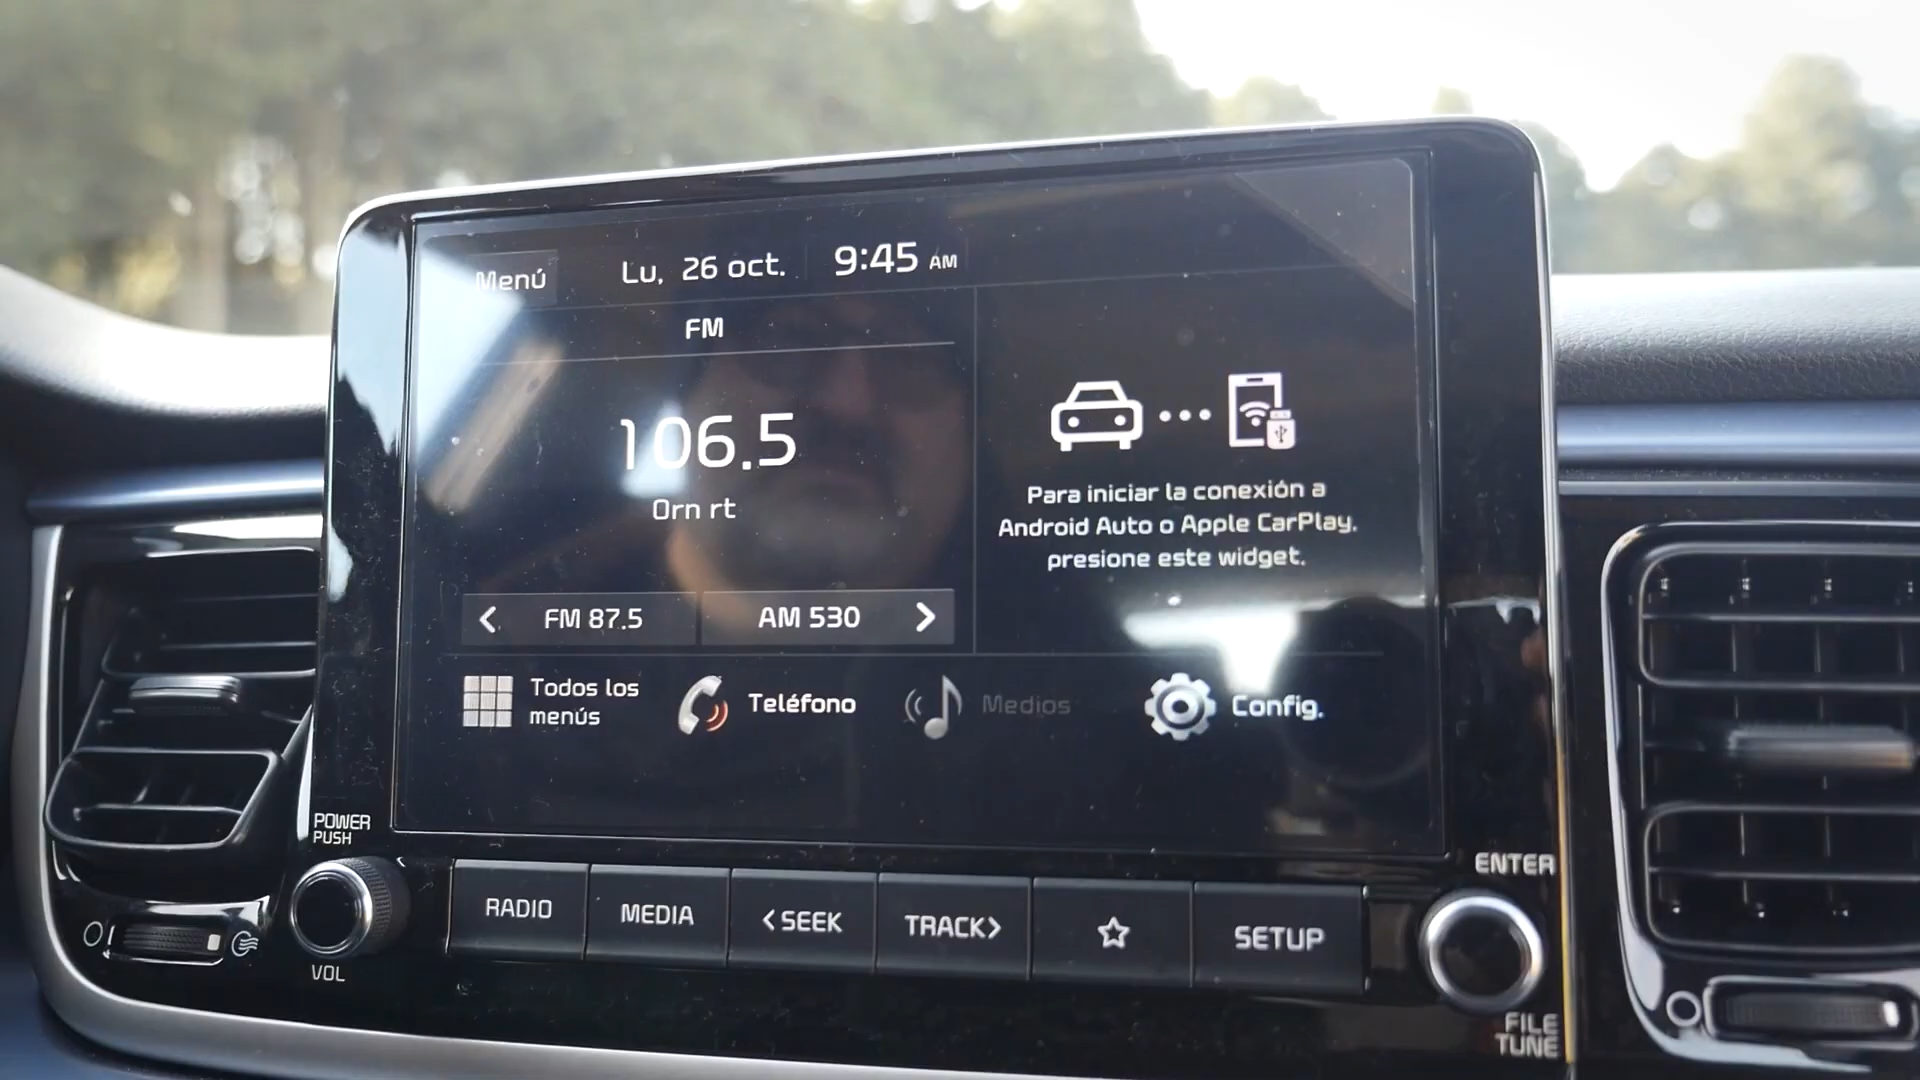 Menú
Lu, 26 oct.
9:45 AM
FM
106.5
Orn rt
Para iniciar la conexión a
Android Auto o Apple CarPlay.
presione este widget.
< FM 87.5
AM 530 >
Todos los
menús
Teléfono
Medios
Config.
POWER
PUSH
VOL
RADIO
MEDIA
<SEEK
TRACK>
SETUP
ENTER
FILE
TUNE